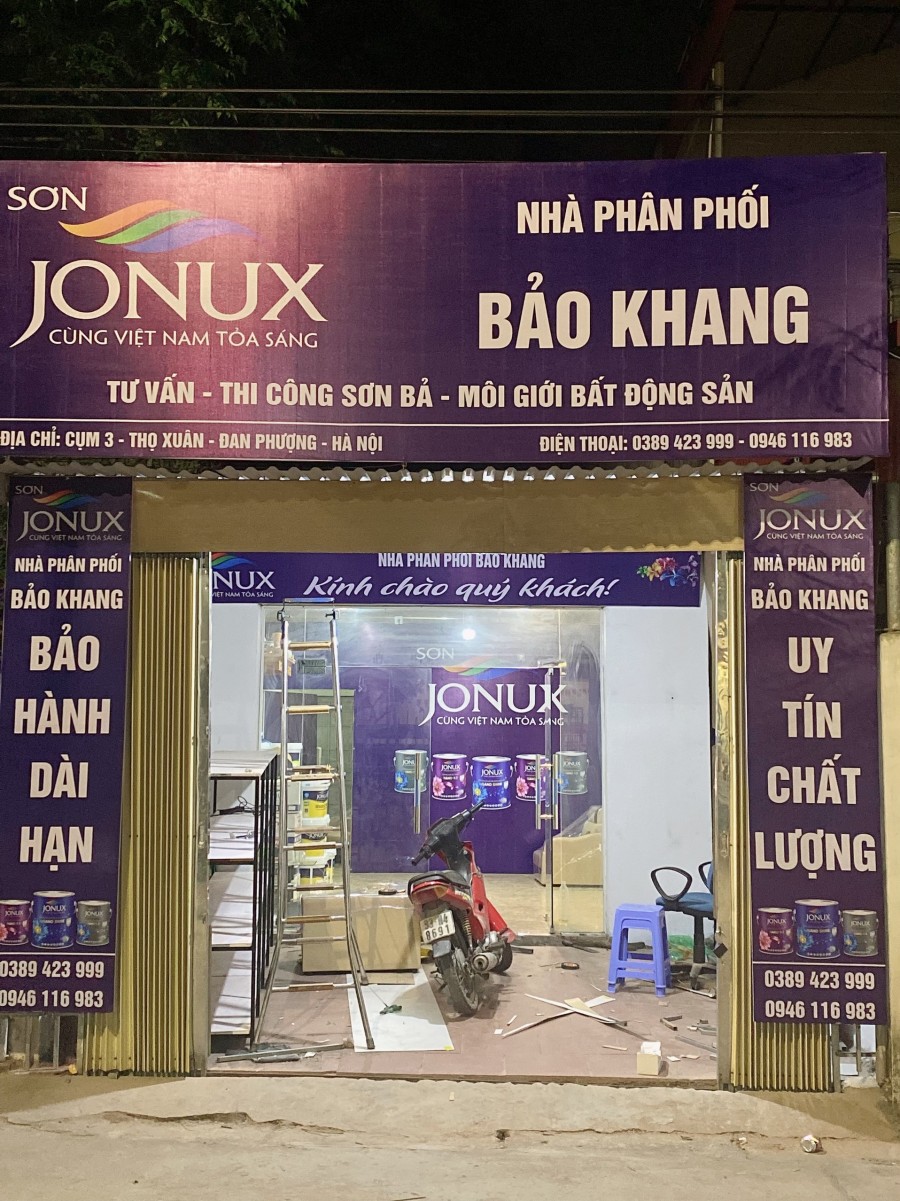 SƠN
JONUX
CÙNG VIỆT NAM TỎA SÁNG
NHÀ PHÂN PHỐI
BẢO KHANG
TƯ VẤN - THI CÔNG SƠN BẢ - MÔI GIỚI BẤT ĐỘNG SẢN
ĐỊA CHỈ: CỤM 3 - THỌ XUÂN - ĐAN PHƯỢNG - HÀ NỘI
ĐIỆN THOẠI: 0389 423 999 - 0946 116 983
SƠN
JONUX
CÙNG VIỆT NAM TỎA SÁNG
NHÀ PHÂN PHỐI
BẢO KHANG
BẢO
HÀNH
DÀI
HẠN
JONUX
0389 423 999
0946 116 983
NUX
VIỆT NAM TỎA SÁNG
NHÀ PHÂN PHỐI BẢO KHANG
Kính chào quý khách!
SƠN
JONUX
CÙNG VIỆT NAM TỎA SÁNG
JONUX
JONUX
SƠN
JONUX
CÙNG VIỆT NAM TỎA SÁNG
NHÀ PHÂN PHỐI
BẢO KHANG
UY
TÍN
CHẤT
LƯỢNG
JONUX
0389 423 999
0946 116 983